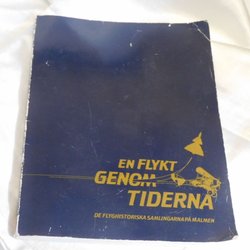 EN FLYKT
GENOM
TIDERNA
DE FLYGHISTORISKA SAMLINGARNA PÅ MALMEN